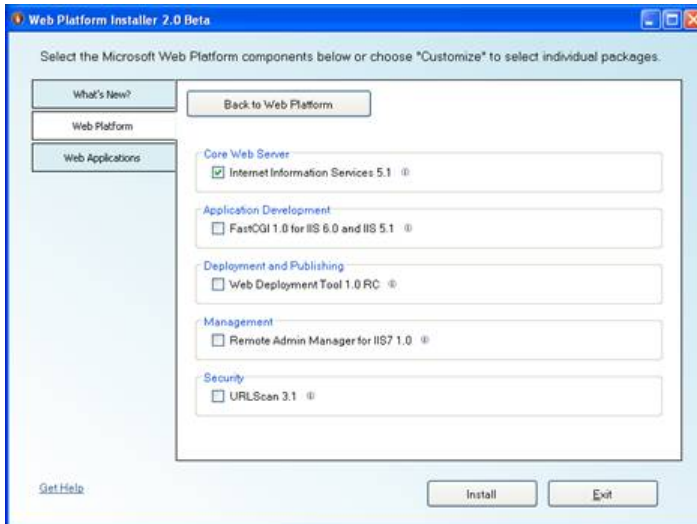 Web Platform Installer 2.0 Beta
Select the Microsoft Web Platform components below or choose "Customize" to select individual packages.
What's New?
Web Platform
Web Applications
Back to Web Platform
Core Web Server
Internet Information Services 5.1
Application Development
FastCGI 1.0 for IIS 6.0 and IIS 5.1
Deployment and Publishing
Web Deployment Tool 1.0 RC
Management
Remote Admin Manager for IIS7 1.0
Security
URLScan 3.1
Get Help
Install
Exit